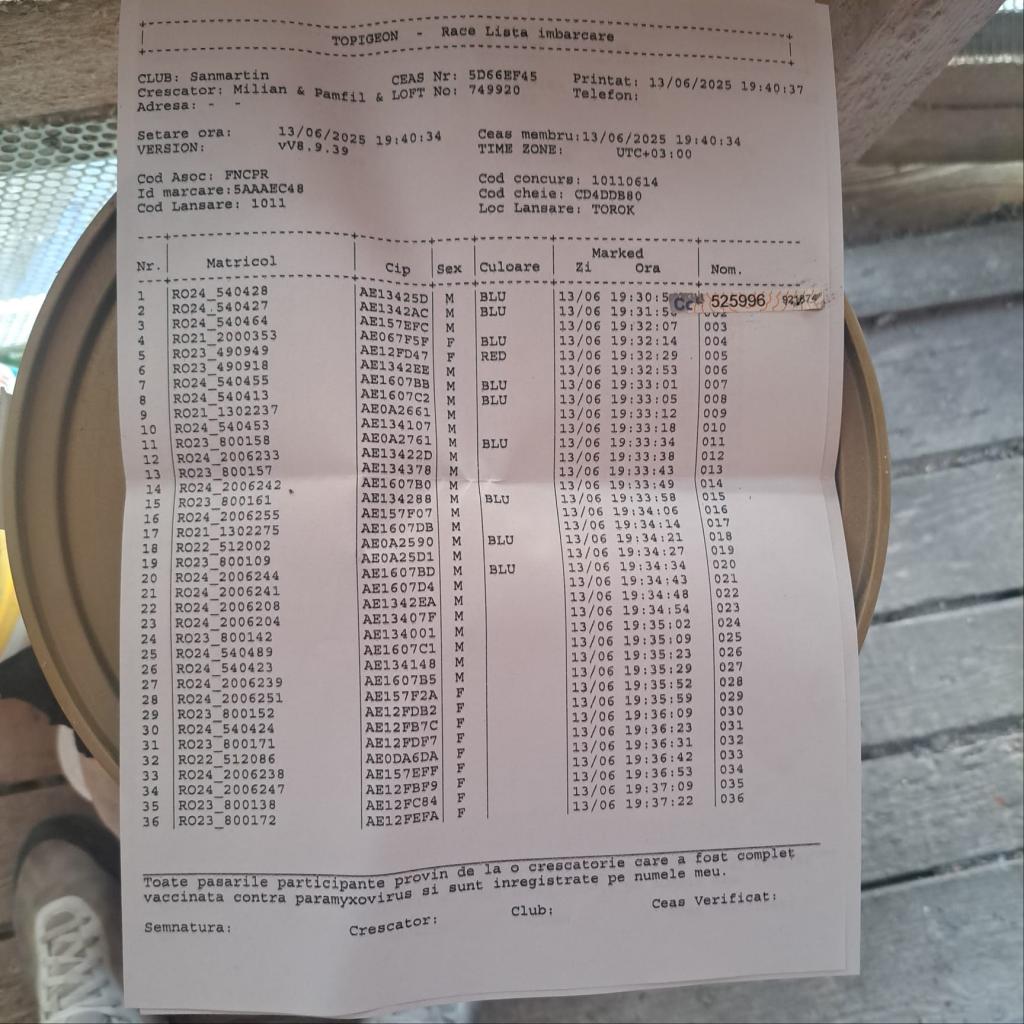 TOPIGEON - Race Lista imbarcare
CLUB: Sanmartin CEAS Nr: 5D66EF45 Printat: 13/06/2025 19:40:37
Crescator: Milian & Pamfil & LOFT No: 749920 Telefon:
Adresa: - -
Setare ora: 13/06/2025 19:40:34 Ceas membru:13/06/2025 19:40:34
VERSION: vV8.9.39 TIME ZONE: UTC+03:00
Cod Asoc: FNCPR Cod concurs: 10110614
Id marcare:5AAAEC48 Cod cheie: CD4DDB80
Cod Lansare: 1011 Loc Lansare: TOROK
Marked
Nr. Matricol Cip Sex Culoare Zi Ora Nom.
1 RO24_540428 AE13425D M BLU 13/06 525996 921874
2 RO24_540427 AE1342AC M BLU 13/06 002
3 RO24_540464 AE157EFC M 13/06 19:32:07 003
4 RO21_2000353 AE067F5F F BLU 13/06 19:32:14 004
5 RO23_490949 AE12FD47 F RED 13/06 19:32:29 005
6 RO23_490918 AE1342EE M 13/06 19:32:53 006
7 RO24_540455 AE1607BB M BLU 13/06 19:33:01 007
8 RO24_540413 AE1607C2 M BLU 13/06 19:33:05 008
9 RO21_1302237 AE0A2661 M 13/06 19:33:12 009
10 RO24_540453 AE134107 M 13/06 19:33:18 010
11 RO23_800158 AE0A2761 M BLU 13/06 19:33:34 011
12 RO24_2006233 AE13422D M 13/06 19:33:38 012
13 RO23_800157 AE134378 M 13/06 19:33:43 013
14 RO24_2006242 AE1607B0 M 13/06 19:33:49 014
15 RO23_800161 AE134288 M BLU 13/06 19:33:58 015
16 RO24_2006255 AE157F07 M 13/06 19:34:06 016
17 RO21_1302275 AE1607DB M 13/06 19:34:14 017
18 RO22_512002 AE0A2590 M BLU 13/06 19:34:21 018
19 RO23_800109 AE0A25D1 M 13/06 19:34:27 019
20 RO24_2006244 AE1607BD M BLU 13/06 19:34:34 020
21 RO24_2006241 AE1607D4 M 13/06 19:34:43 021
22 RO24_2006208 AE1342EA M 13/06 19:34:48 022
23 RO24_2006204 AE13407F M 13/06 19:34:54 023
24 RO23_800142 AE134001 M 13/06 19:35:02 024
25 RO24_540489 AE1607C1 M 13/06 19:35:09 025
26 RO24_540423 AE134148 M 13/06 19:35:23 026
27 RO24_2006239 AE1607B5 M 13/06 19:35:29 027
28 RO24_2006251 AE157F2A F 13/06 19:35:52 028
29 RO23_800152 AE12FDB2 F 13/06 19:35:59 029
30 RO24_540424 AE12FB7C F 13/06 19:36:09 030
31 RO23_800171 AE12FDF7 F 13/06 19:36:23 031
32 RO22_512086 AE0DA6DA F 13/06 19:36:31 032
33 RO24_2006238 AE157EFF F 13/06 19:36:42 033
34 RO24_2006247 AE12FBF9 F 13/06 19:36:53 034
35 RO23_800138 AE12FC84 F 13/06 19:37:09 035
36 RO23_800172 AE12FEFA F 13/06 19:37:22 036
Toate pasarile participante provin de la o crescatorie care a fost complet
vaccinata contra paramyxovirus si sunt inregistrate pe numele meu.
Semnatura: Crescator: Club: Ceas Verificat: